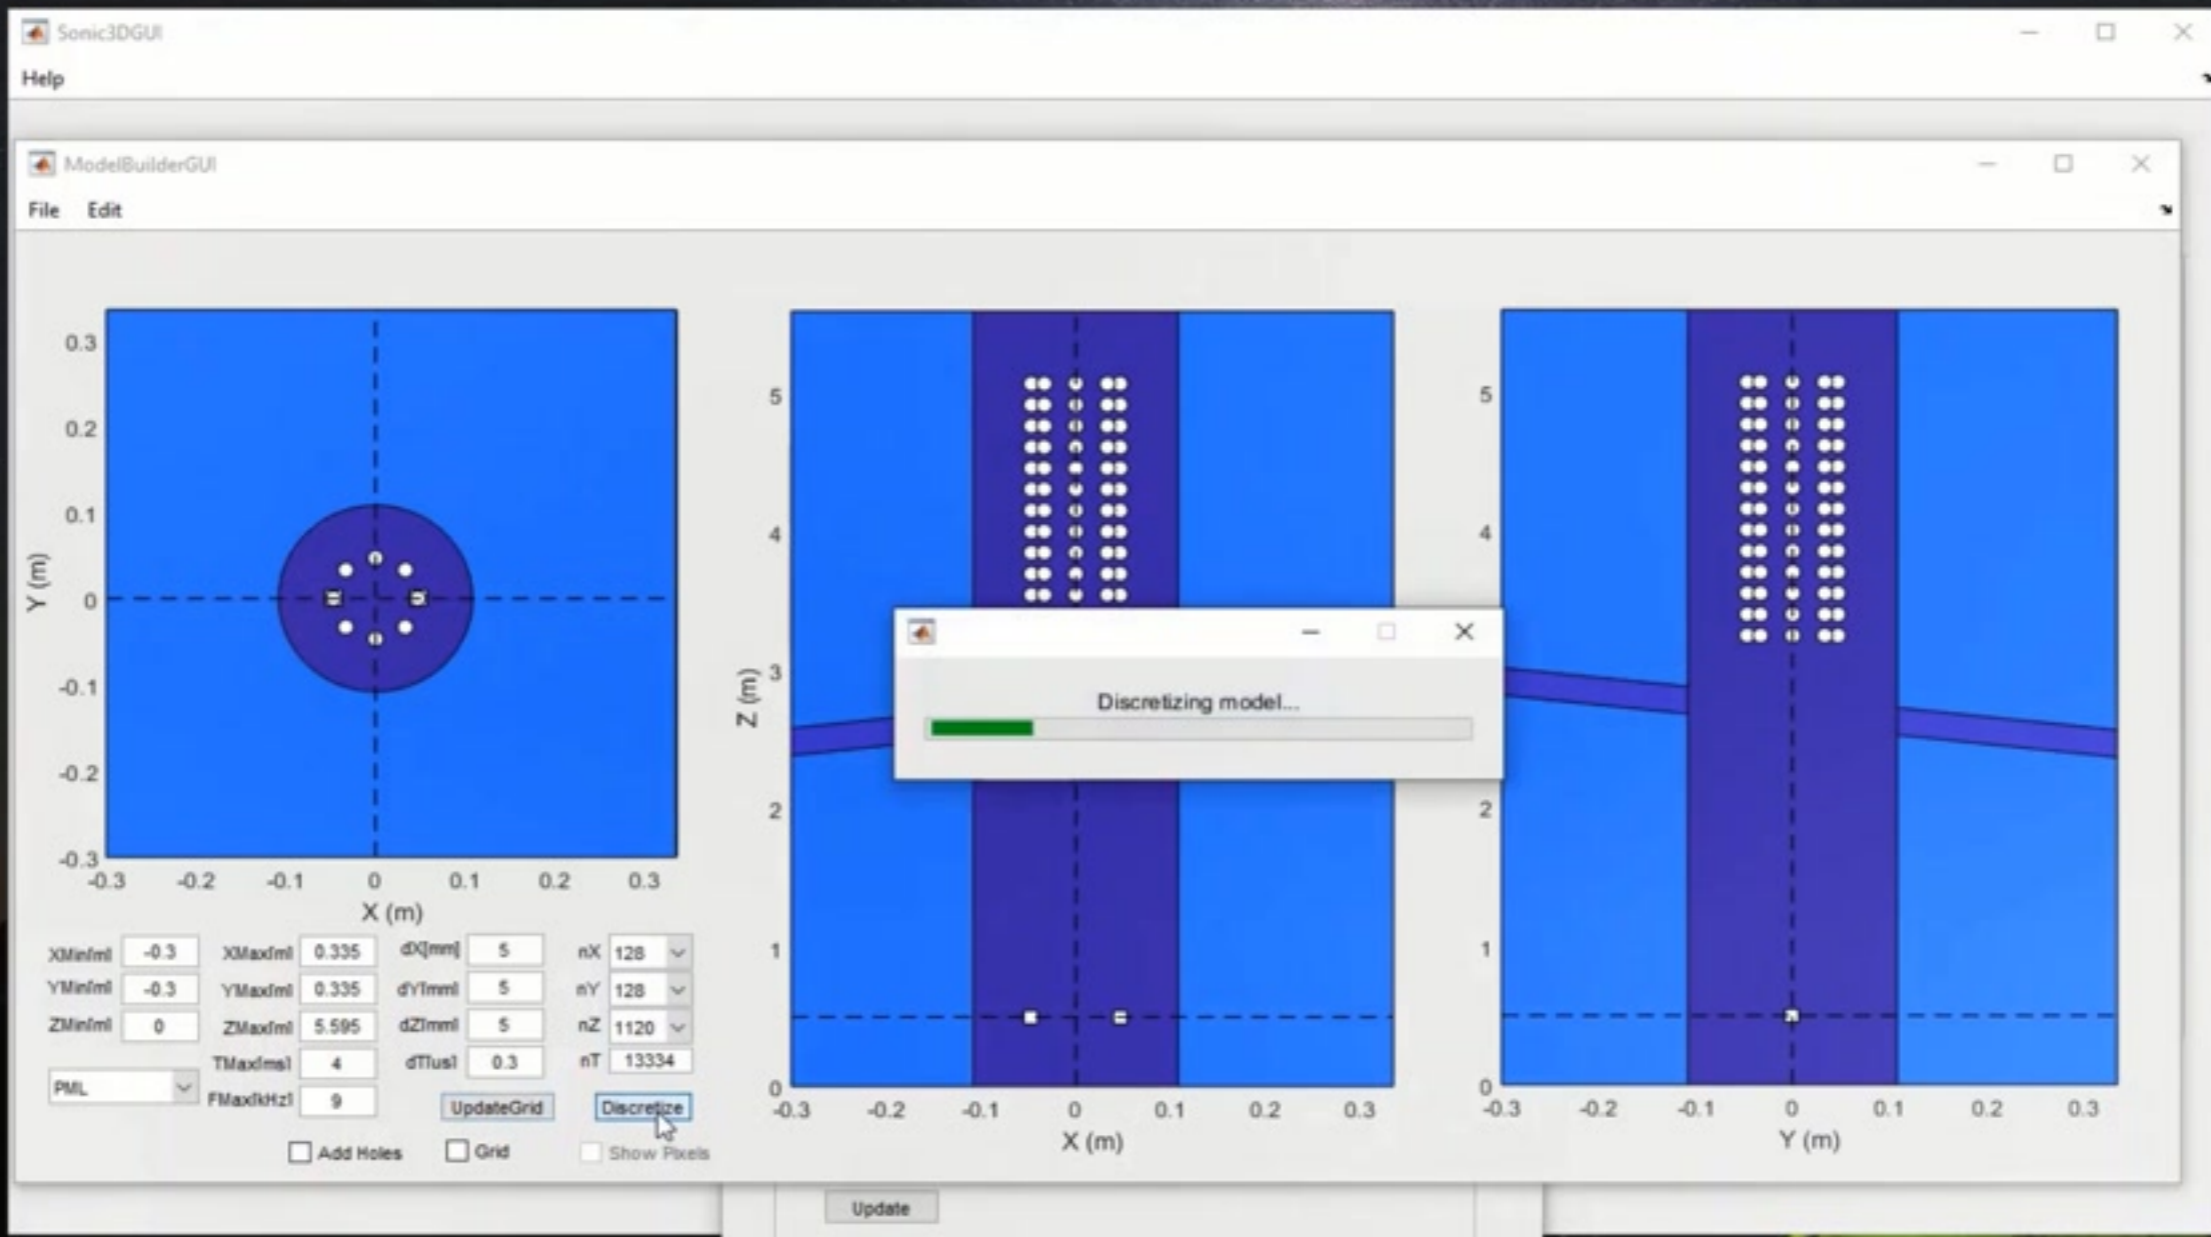 Sonic3DGUI
Help
ModelBuilderGUI
File Edit
0.3
0.2
0.1
0
-0.1
-0.2
-0.3
Y (m)
-0.3 -0.2 -0.1 0 0.1 0.2 0.3
X (m)
5
4
3
2
1
0
Z (m)
-0.3 -0.2 -0.1 0 0.1 0.2 0.3
X (m)
5
4
2
1
0
-0.3 -0.2 -0.1 0 0.1 0.2 0.3
Y (m)
Discretizing model...
XMin[m] -0.3 XMax[m] 0.335 dX[mm] 5 nX 128
YMin[m] -0.3 YMax[m] 0.335 dY[mm] 5 nY 128
ZMin[m] 0 ZMax[m] 5.595 dZ[mm] 5 nZ 1120
TMax[ms] 4 dT[us] 0.3 nT 13334
PML FMax[kHz] 9 UpdateGrid Discretize
Add Holes Grid Show Pixels
Update